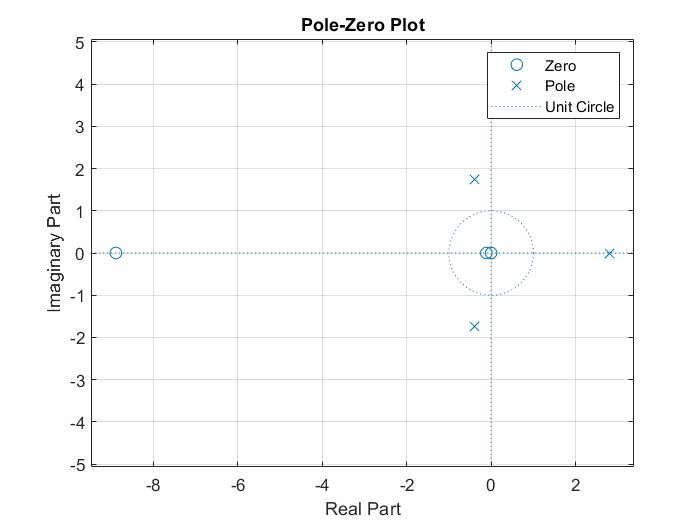 Pole-Zero Plot
Zero
Pole
Unit Circle
5
4
3
2
1
0
-1
-2
-3
-4
-5
Imaginary Part
-8 -6 -4 -2 0 2
Real Part